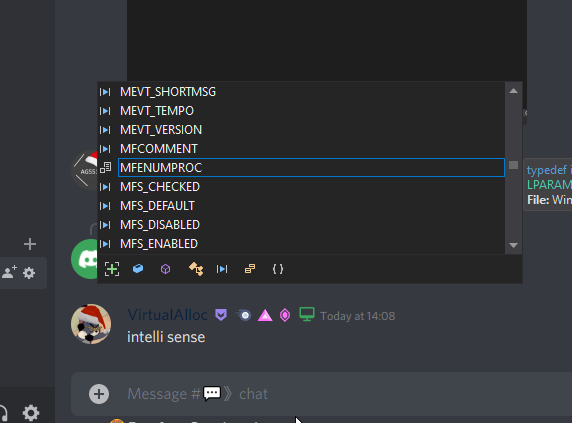 MEVT_SHORTMSG
MEVT_TEMPO
MEVT_VERSION
MFCOMMENT
MFENUMPROC
MFS_CHECKED
MFS_DEFAULT
MFS_DISABLED
MFS_ENABLED
typedef i
LPARAM
File: Win
AGS
{ }
VirtualAlloc Today at 14:08
intelli sense
Message # 💬 》 chat